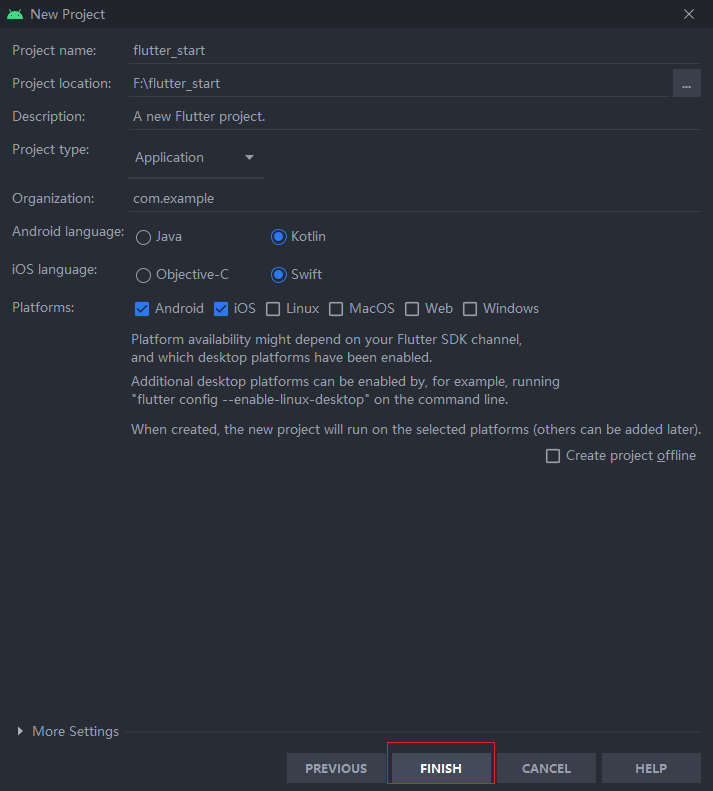 New Project
Project name: flutter_start
Project location: F:\flutter_start ...
Description: A new Flutter project.
Project type: Application
Organization: com.example
Android language: Java Kotlin
iOS language: Objective-C Swift
Platforms: Android iOS Linux MacOS Web Windows
Platform availability might depend on your Flutter SDK channel,
and which desktop platforms have been enabled.
Additional desktop platforms can be enabled by, for example, running
"flutter config --enable-linux-desktop" on the command line.
When created, the new project will run on the selected platforms (others can be added later).
Create project offline
More Settings
PREVIOUS FINISH CANCEL HELP